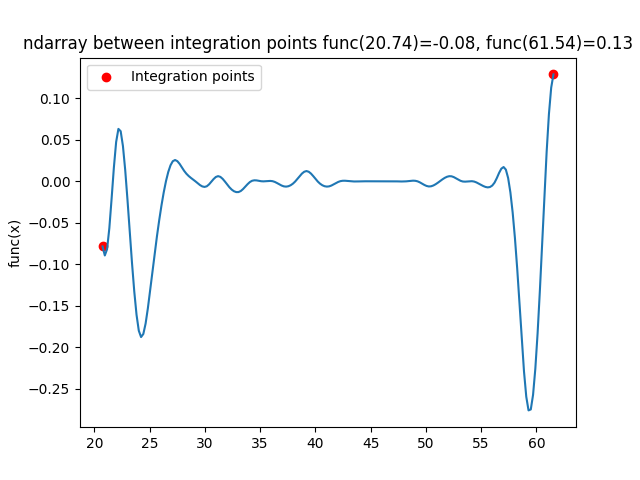 ndarray between integration points func(20.74)=-0.08, func(61.54)=0.13
Integration points
func(x)
0.10
0.05
0.00
−0.05
−0.10
−0.15
−0.20
−0.25
20 25 30 35 40 45 50 55 60